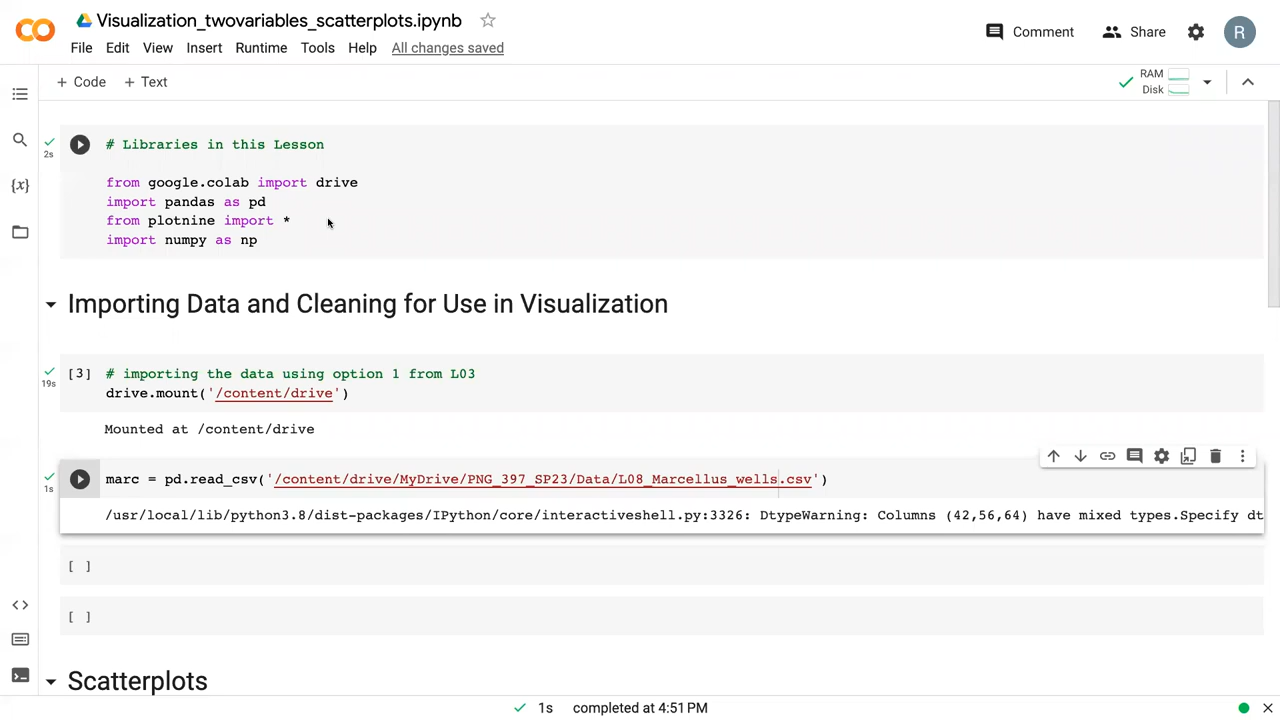 Visualization_twovariables_scatterplots.ipynb
File Edit View Insert Runtime Tools Help All changes saved
Comment Share R
+ Code + Text
RAM
Disk
2s
# Libraries in this Lesson
from google.colab import drive
import pandas as pd
from plotnine import *
import numpy as np
{x}
Importing Data and Cleaning for Use in Visualization
19s
[3] # importing the data using option 1 from L03
drive.mount('/content/drive')
Mounted at /content/drive
1s
marc = pd.read_csv('/content/drive/MyDrive/PNG_397_SP23/Data/L08_Marcellus_wells.csv')
/usr/local/lib/python3.8/dist-packages/IPython/core/interactiveshell.py:3326: DtypeWarning: Columns (42,56,64) have mixed types.Specify dt
[ ]
[ ]
Scatterplots
1s completed at 4:51 PM